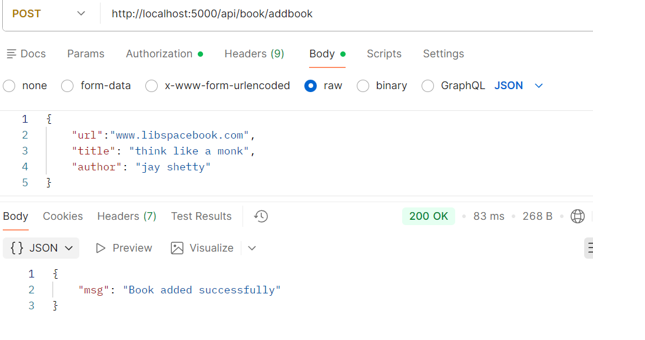 POST http://localhost:5000/api/book/addbook
Docs Params Authorization Headers (9) Body Scripts Settings
none form-data x-www-form-urlencoded raw binary GraphQL JSON
1 {
2 "url":"www.libspacebook.com",
3 "title": "think like a monk",
4 "author": "jay shetty"
5 }
Body Cookies Headers (7) Test Results 200 OK • 83 ms • 268 B •
{} JSON Preview Visualize
1 {
2 "msg": "Book added successfully"
3 }